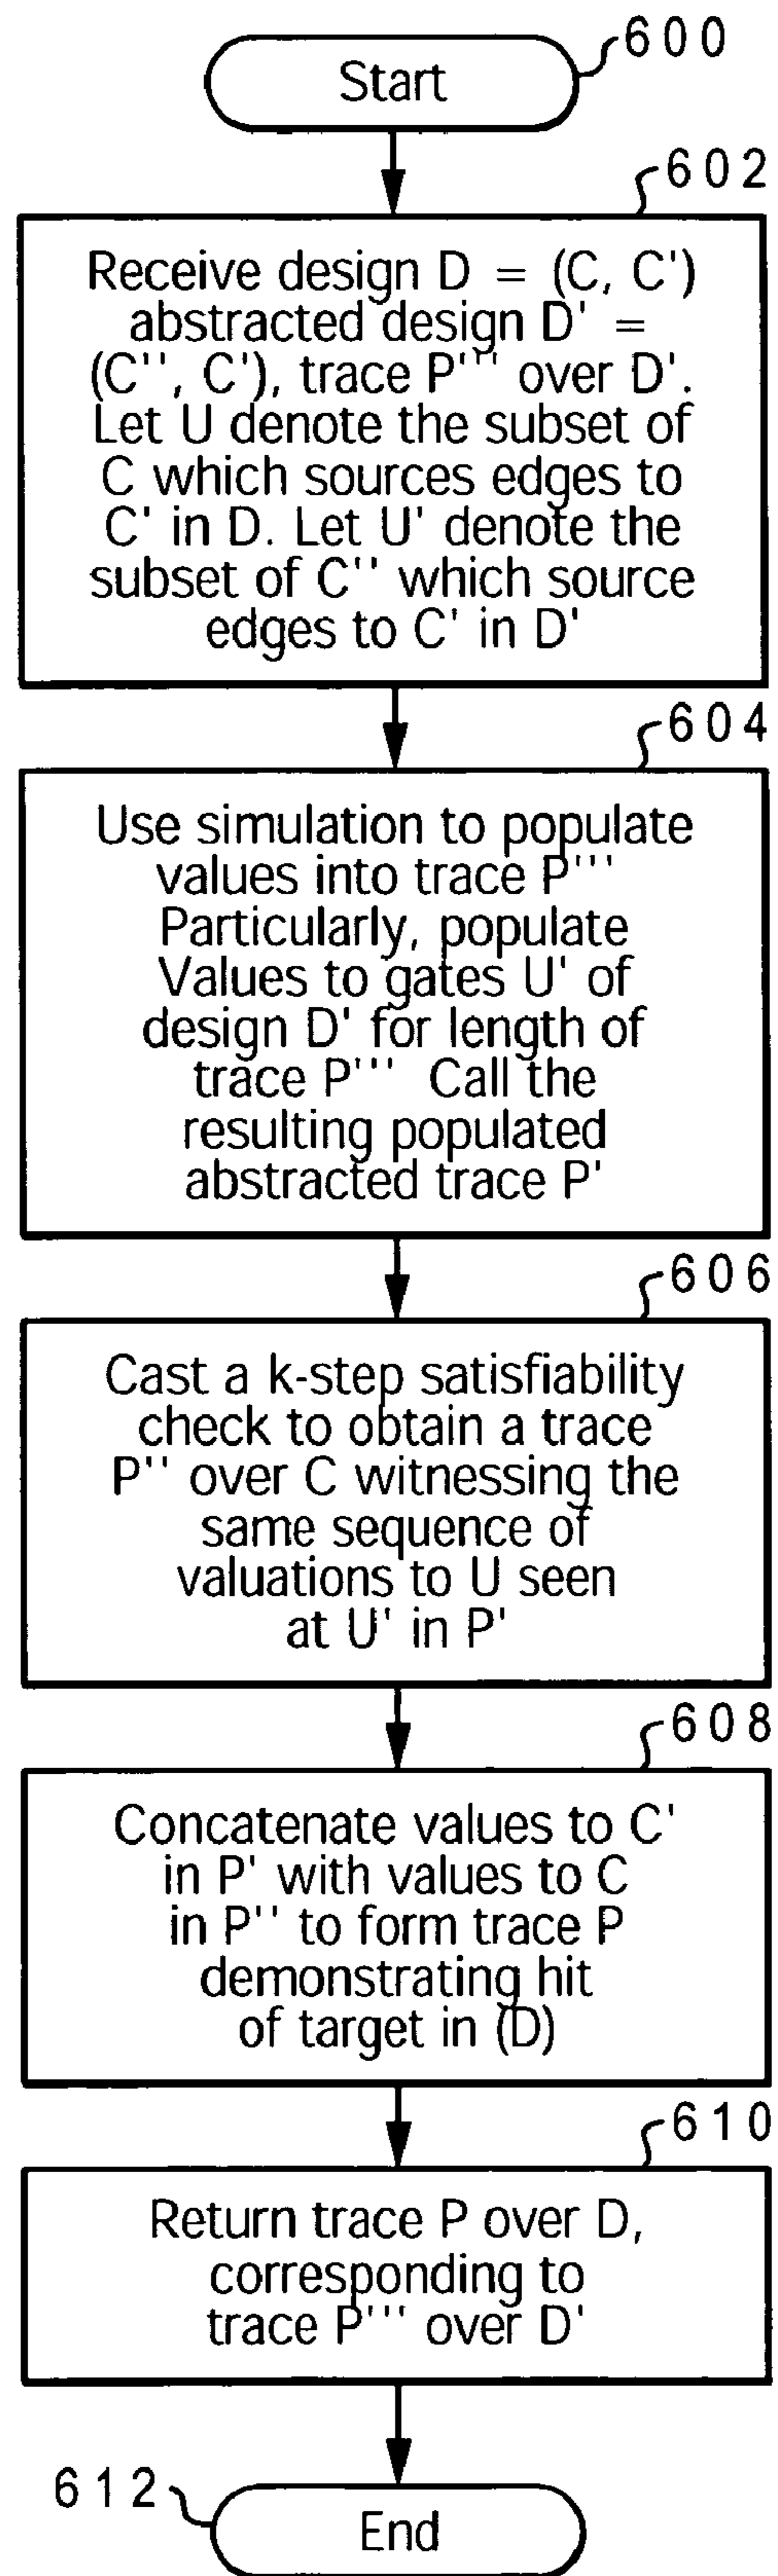 600
Start
602
Receive design D = (C, C')
abstracted design D' =
(C'', C'), trace P''' over D'.
Let U denote the subset of
C which sources edges to
C' in D. Let U' denote the
subset of C'' which source
edges to C' in D'
604
Use simulation to populate
values into trace P'''
Particularly, populate
Values to gates U' of
design D' for length of
trace P''' Call the
resulting populated
abstracted trace P'
606
Cast a k-step satisfiability
check to obtain a trace
P'' over C witnessing the
same sequence of
valuations to U seen
at U' in P'
608
Concatenate values to C'
in P' with values to C
in P'' to form trace P
demonstrating hit
of target in (D)
610
Return trace P over D,
corresponding to
trace P''' over D'
612
End